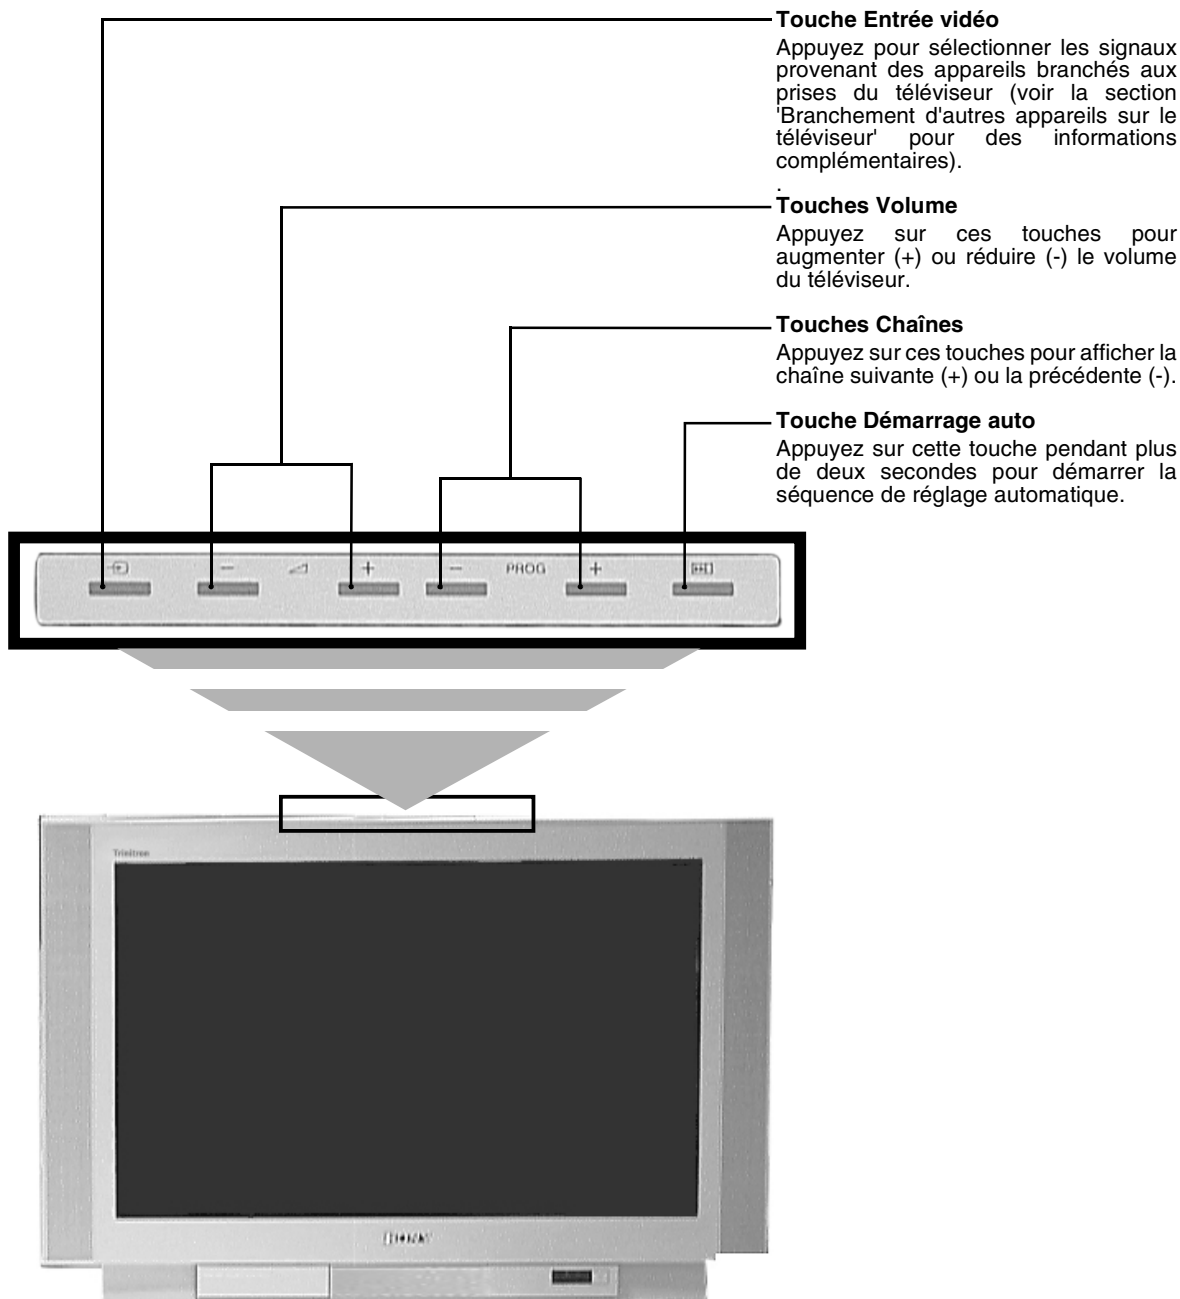 Touche Entrée vidéo
Appuyez pour sélectionner les signaux
provenant des appareils branchés aux
prises du téléviseur (voir la section
'Branchement d'autres appareils sur le
téléviseur' pour des informations
complémentaires).
.
Touches Volume
Appuyez sur ces touches pour
augmenter (+) ou réduire (-) le volume
du téléviseur.
Touches Chaînes
Appuyez sur ces touches pour afficher la
chaîne suivante (+) ou la précédente (-).
Touche Démarrage auto
Appuyez sur cette touche pendant plus
de deux secondes pour démarrer la
séquence de réglage automatique.
− + − PROG +
Trinitron